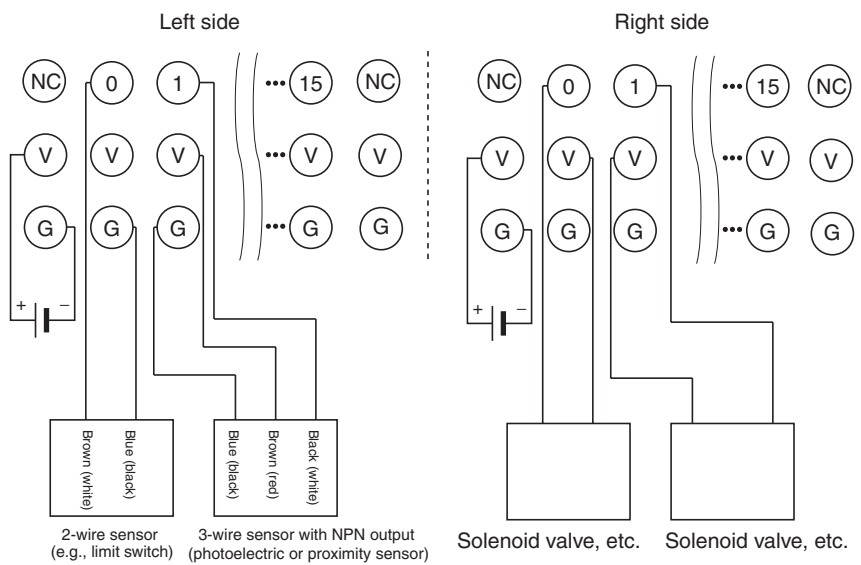 Left side
Right side
NC 0 1 ••• 15 NC
V V V ••• V V
G G G ••• G G
+ −
NC 0 1 ••• 15 NC
V V V ••• V V
G G G ••• G G
+ −
Brown (white)
Blue (black)
Blue (black)
Brown (red)
Black (white)
2-wire sensor
(e.g., limit switch)
3-wire sensor with NPN output
(photoelectric or proximity sensor)
Solenoid valve, etc.
Solenoid valve, etc.